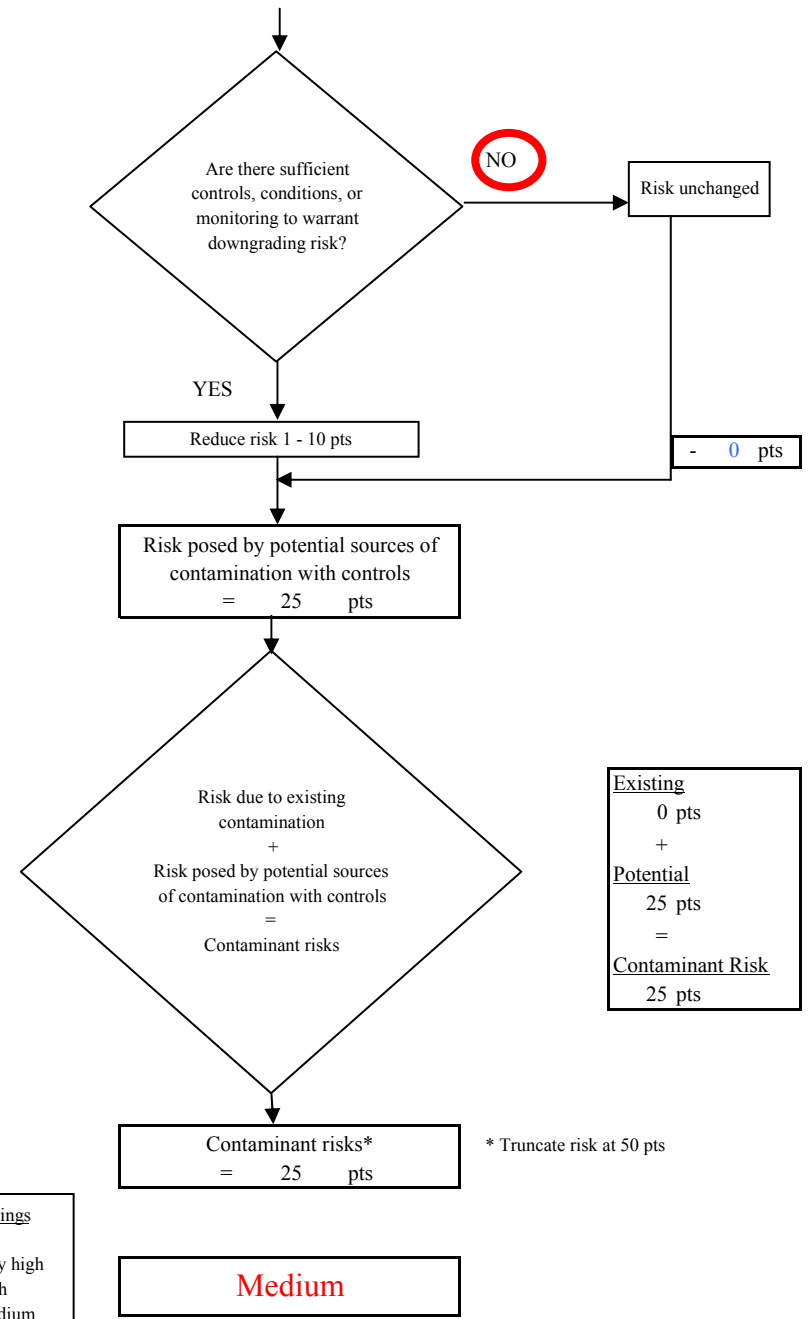 Are there sufficient
controls, conditions, or
monitoring to warrant
downgrading risk?
NO
Risk unchanged
YES
Reduce risk 1 - 10 pts
- 0 pts
Risk posed by potential sources of
contamination with controls
= 25 pts
Risk due to existing
contamination
+
Risk posed by potential sources
of contamination with controls
=
Contaminant risks
Existing
0 pts
+
Potential
25 pts
=
Contaminant Risk
25 pts
Contaminant risks*
= 25 pts
* Truncate risk at 50 pts
high
Medium